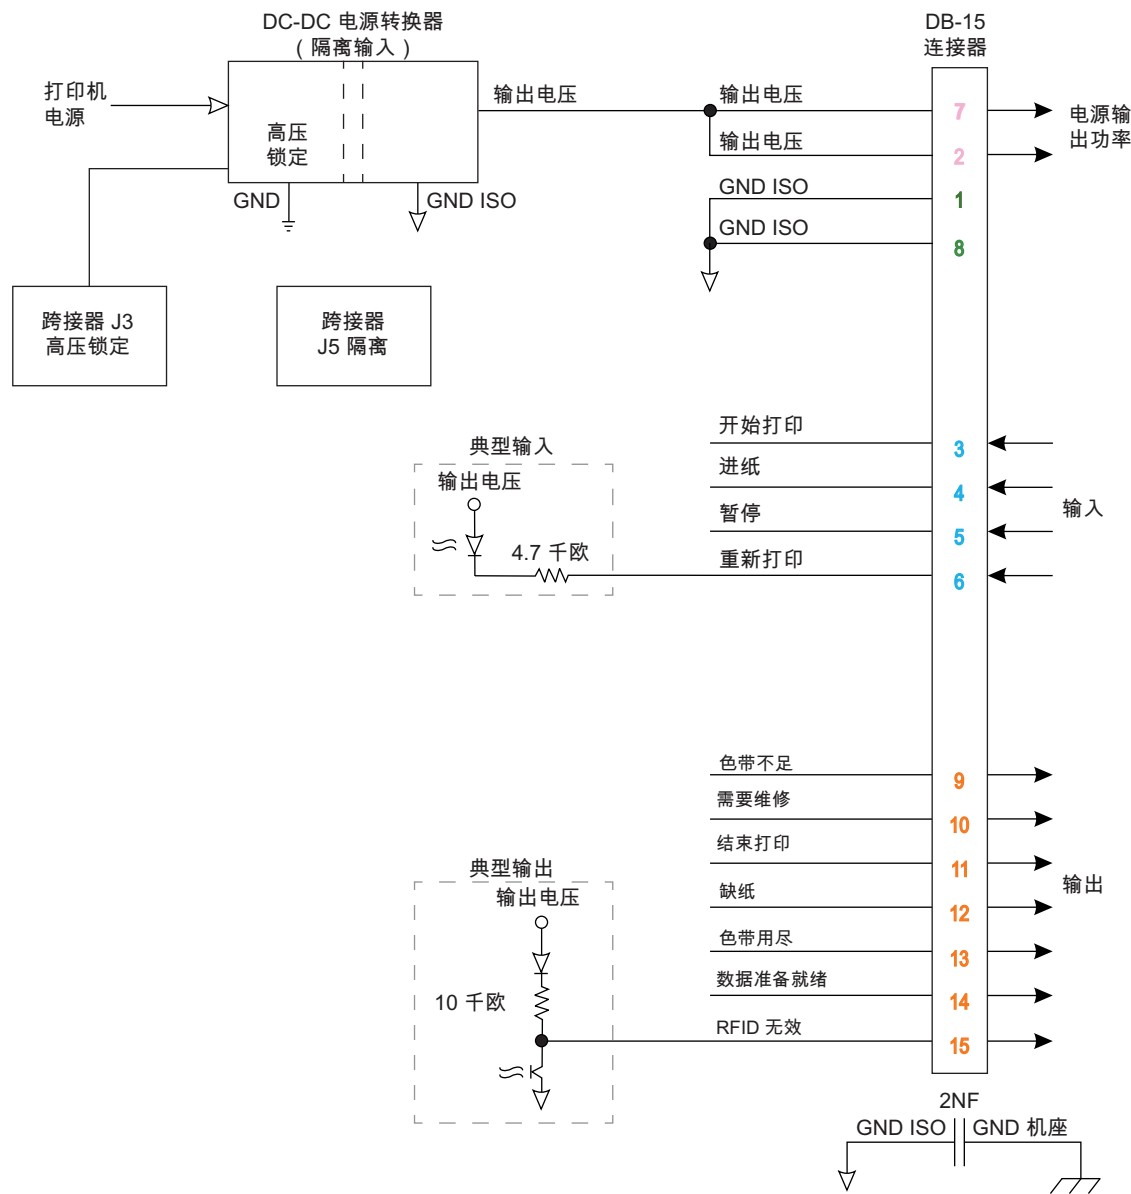 DC-DC 电源转换器
（隔离输入）
DB-15
连接器
打印机
电源
高压
锁定
输出电压
输出电压
7
电源输
出功率
输出电压
2
GND
GND ISO
GND ISO
1
GND ISO
8
跨接器 J3
高压锁定
跨接器
J5 隔离
开始打印
3
典型输入
进纸
4
输出电压
输入
暂停
5
4.7 千欧
重新打印
6
色带不足
9
需要维修
10
结束打印
11
典型输出
输出电压
输出
缺纸
12
色带用尽
13
数据准备就绪
14
10 千欧
RFID 无效
15
2NF
GND ISO
GND 机座